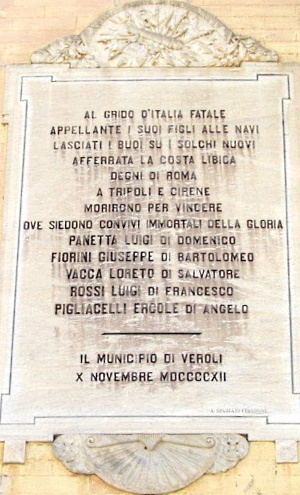 AL GRIDO D'ITALIA FATALE
APPELLANTE I SUOI FIGLI ALLE NAVI
LASCIATI I BUOI SU I SOLCHI NUOVI
AFFERRATA LA COSTA LIBICA
DEGNI DI ROMA
A TRIPOLI E CIRENE
MORIRONO PER VINCERE
OVE SIEDONO CONVIVI IMMORTALI DELLA GLORIA
PANETTA LUIGI DI DOMENICO
FIORINI GIUSEPPE DI BARTOLOMEO
VACCA LORETO DI SALVATORE
ROSSI LUIGI DI FRANCESCO
PIGLIACELLI ERCOLE DI ANGELO
IL MUNICIPIO DI VEROLI
X NOVEMBRE MDCCCCXII